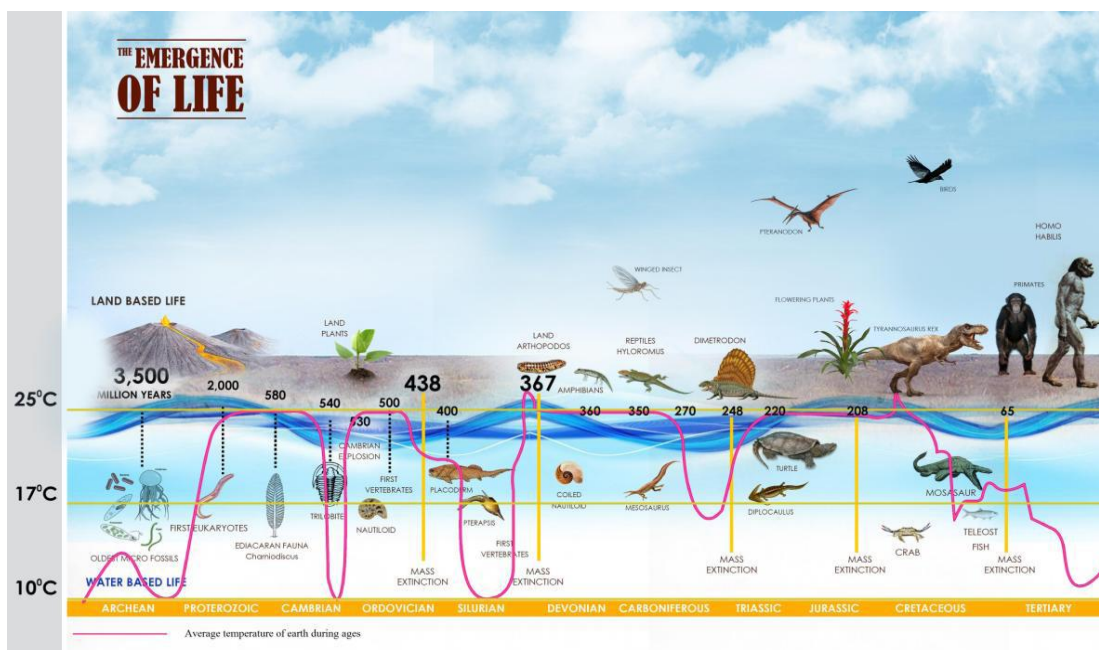 THE EMERGENCE
OF LIFE
BIRDS
PTERANODON
HOMO
HABILIS
WINGED INSECT
PRIMATES
LAND BASED LIFE
FLOWERING PLANTS
LAND
PLANTS
LAND
ARTHOPODOS
REPTILES
HYLOROMUS
DIMETRODON
TYRANNOSAURUS REX
3,500
MILLION YEARS
2,000
580
540
530
500
438
400
367
AMPHIBIANS
360
350
270
248
220
208
65
25°C
17°C
10°C
CAMBRIAN
EXPLOSION
FIRST
VERTEBRATES
PLACODERM
COILED
NAUTILOID
MESOSAURUS
TURTLE
DIPLOCAULUS
MOSASAUR
FIRST EUKARYOTES
TRILOBITE
NAUTILOID
PTERAPSIS
FIRST
VERTEBRATES
EDIACARAN FAUNA
Charniodiscus
CRAB
TELEOST
FISH
OLDEST MICRO FOSSILS
WATER BASED LIFE
MASS
EXTINCTION
MASS
EXTINCTION
MASS
EXTINCTION
MASS
EXTINCTION
MASS
EXTINCTION
ARCHEAN PROTEROZOIC CAMBRIAN ORDOVICIAN SILURIAN DEVONIAN CARBONIFEROUS TRIASSIC JURASSIC CRETACEOUS TERTIARY
Average temperature of earth during ages